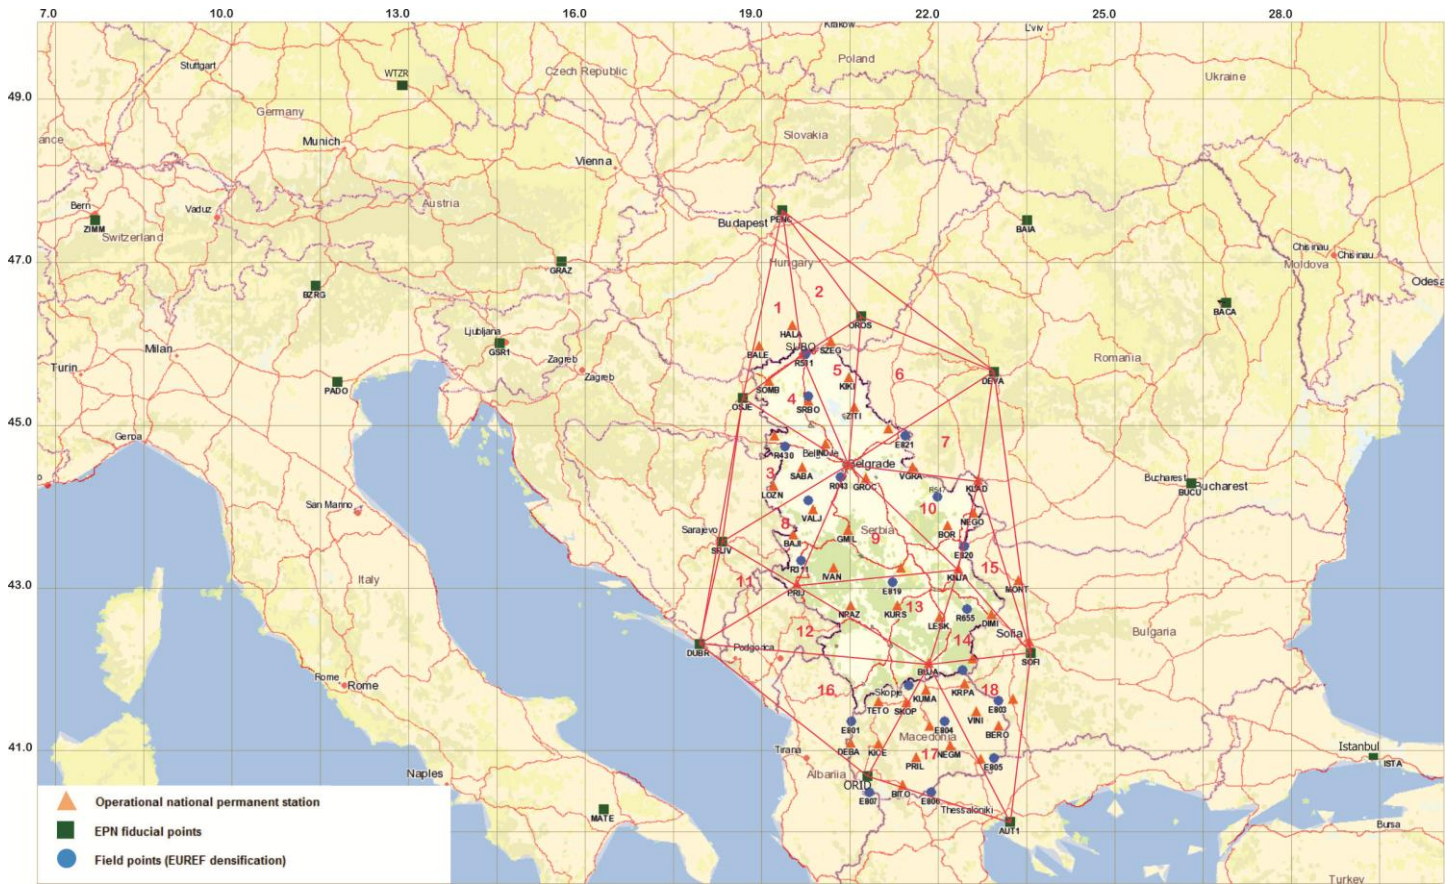 7.0 10.0 13.0 16.0 19.0 22.0 25.0 28.0
Krakow
L'viv
Stuttgart
WTZR
Czech Republic
Poland
Ukraine
49.0
Germany
Slovakia
Munich
Vienna
Bern
Vaduz
Austria
ZIMM
Switzerland
Budapest
PENC
BAIA
Chisinau
Chisinau
Moldova
47.0
GRAZ
Hungary
Odesa
BZRG
1
2
BACA
HALA
OROS
Ljubljana
GSR1
SUBO
SZEG
BALE
RS11
Milan
Zagreb
Zagreb
Romania
Turin
PADO
SOMB
5
KIKI
6
DEVA
OSJE
4
SRBO
ZITI
45.0
Genoa
E821
7
R430
INDJ
Belgrade
3
SABA
VGRA
Bucharest
Bucharest
BUCU
LOZN
R043
GROC
KLAD
R647
San Marino
VALJ
10
NEGO
Sarajevo
SRJV
8
BAJI
GMIL
Serbia
9
BOR
E820
43.0
Italy
R311
IVAN
KNJA
15
11
PRIJ
E819
MONT
NPAZ
KURS
13
LESK
R655
DIMI
12
14
Sofia
Bulgaria
DUBR
Podgorica
BUJA
SOFI
Rome
Rome
16
Skopje
KUMA
KRPA
18
TETO
SKOP
E803
E801
E804
VINI
BERO
41.0
Tirana
DEBA
KICE
Macedonia
17
NEGM
PRIL
E805
Istanbul
ISTA
Naples
Albania
ORID
BITO
E807
E806
Thessaloniki
AUT1
MATE
Bursa
Turkey
Operational national permanent station
EPN fiducial points
Field points (EUREF densification)